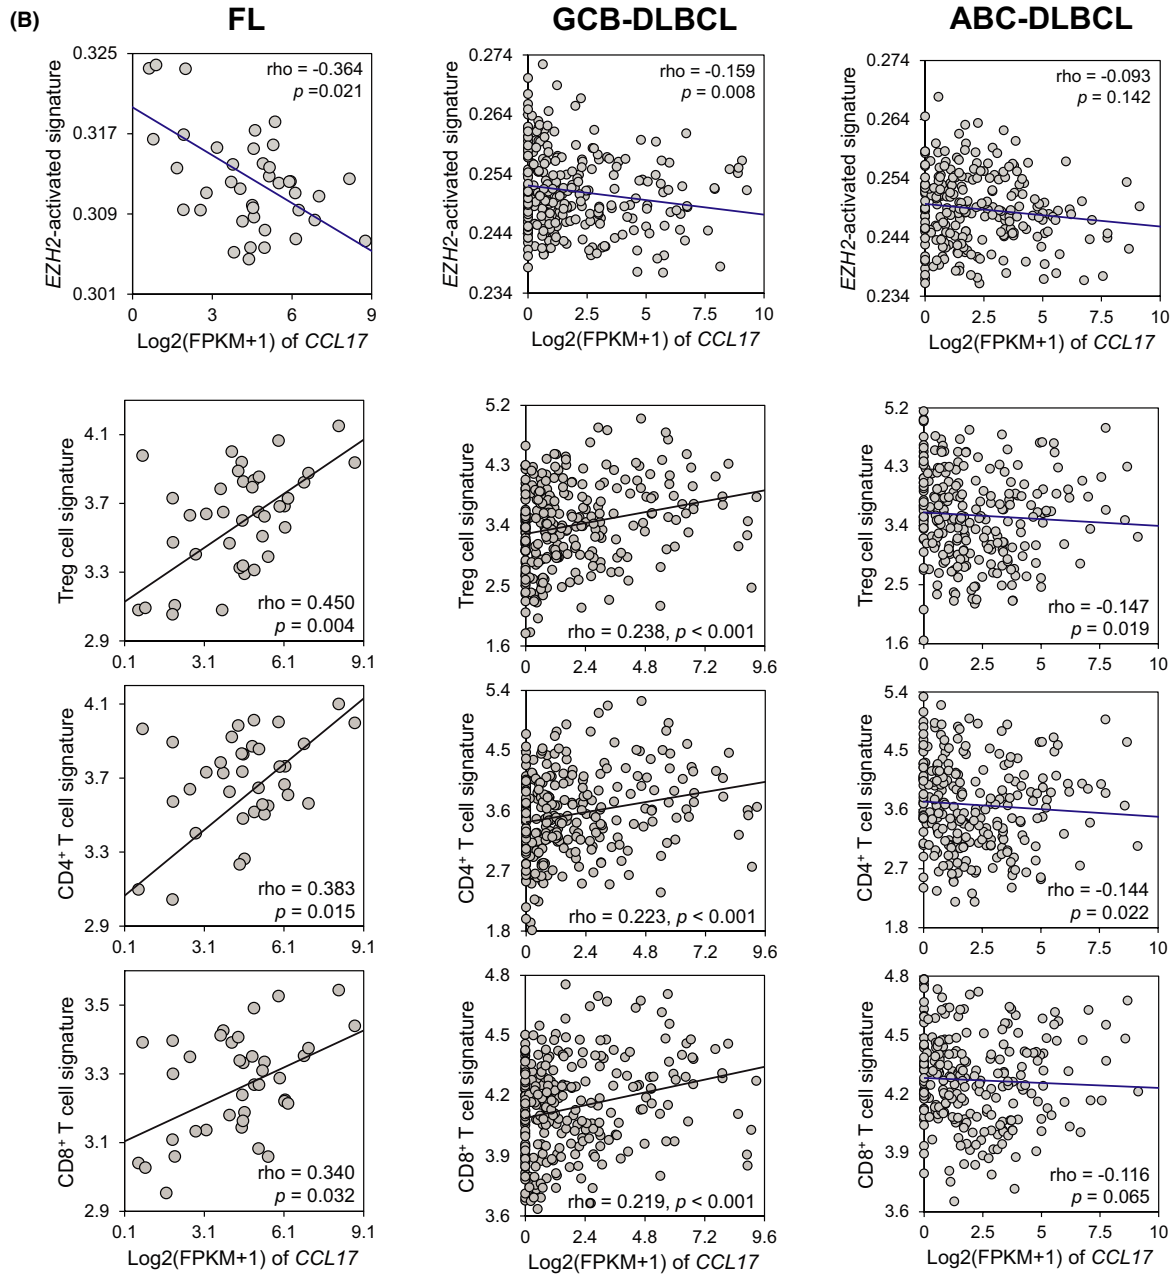 (B)
FL
GCB-DLBCL
ABC-DLBCL
EZH2-activated signature
0.325
0.317
0.309
0.301
rho = -0.364
p =0.021
0
3
6
9
Log2(FPKM+1) of CCL17
EZH2-activated signature
0.274
0.264
0.254
0.244
0.234
rho = -0.159
p = 0.008
0
2.5
5
7.5
10
Log2(FPKM+1) of CCL17
EZH2-activated signature
0.274
0.264
0.254
0.244
0.234
rho = -0.093
p = 0.142
0
2.5
5
7.5
10
Log2(FPKM+1) of CCL17
Treg cell signature
4.1
3.7
3.3
2.9
rho = 0.450
p = 0.004
0.1
3.1
6.1
9.1
Treg cell signature
5.2
4.3
3.4
2.5
1.6
rho = 0.238, p < 0.001
0
2.4
4.8
7.2
9.6
Treg cell signature
5.2
4.3
3.4
2.5
1.6
rho = -0.147
p = 0.019
0
2.5
5
7.5
10
CD4⁺ T cell signature
4.1
3.7
3.3
2.9
rho = 0.383
p = 0.015
0.1
3.1
6.1
9.1
CD4⁺ T cell signature
5.4
4.5
3.6
2.7
1.8
rho = 0.223, p < 0.001
0
2.4
4.8
7.2
9.6
CD4⁺ T cell signature
5.4
4.5
3.6
2.7
1.8
rho = -0.144
p = 0.022
0
2.5
5
7.5
10
CD8⁺ T cell signature
3.5
3.3
3.1
2.9
rho = 0.340
p = 0.032
0.1
3.1
6.1
9.1
Log2(FPKM+1) of CCL17
CD8⁺ T cell signature
4.8
4.5
4.2
3.9
3.6
rho = 0.219, p < 0.001
0
2.4
4.8
7.2
9.6
Log2(FPKM+1) of CCL17
CD8⁺ T cell signature
4.8
4.5
4.2
3.9
3.6
rho = -0.116
p = 0.065
0
2.5
5
7.5
10
Log2(FPKM+1) of CCL17